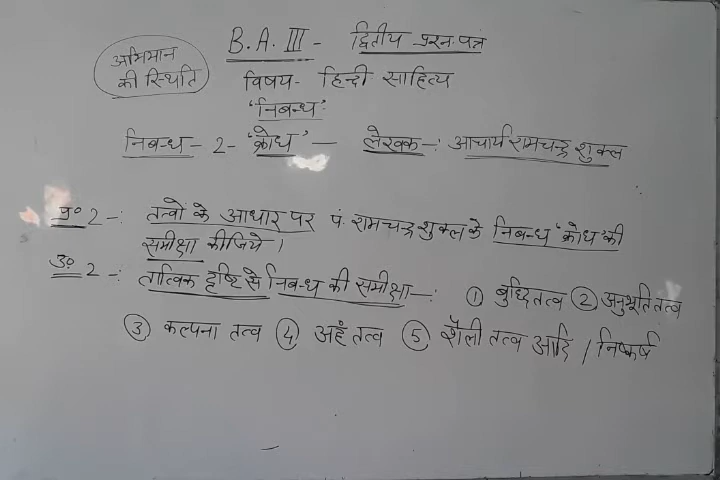 B.A. III - द्वितीय प्रश्न-पत्र
अभिमान
की स्थिति
विषय- हिन्दी साहित्य
'निबन्ध'
निबन्ध - 2 - 'क्रोध' - लेखक -: आचार्य रामचन्द्र शुक्ल
प्र० 2 -: तत्वों के आधार पर पं. रामचन्द्र शुक्ल के निबन्ध 'क्रोध' की
समीक्षा कीजिये।
उ० 2 -: तात्विक दृष्टि से निबन्ध की समीक्षा -: ① बुद्धि तत्व ② अनुभूति तत्व
③ कल्पना तत्व ④ अहं तत्व ⑤ शैली तत्व आदि / निष्कर्ष